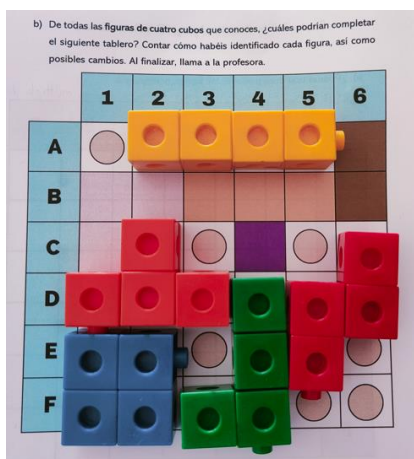 b) De todas las figuras de cuatro cubos que conoces, ¿cuáles podrían completar
el siguiente tablero? Contar cómo habéis identificado cada figura, así como
posibles cambios. Al finalizar, llama a la profesora.
1 2 3 4 5 6
A
B
C
D
E
F